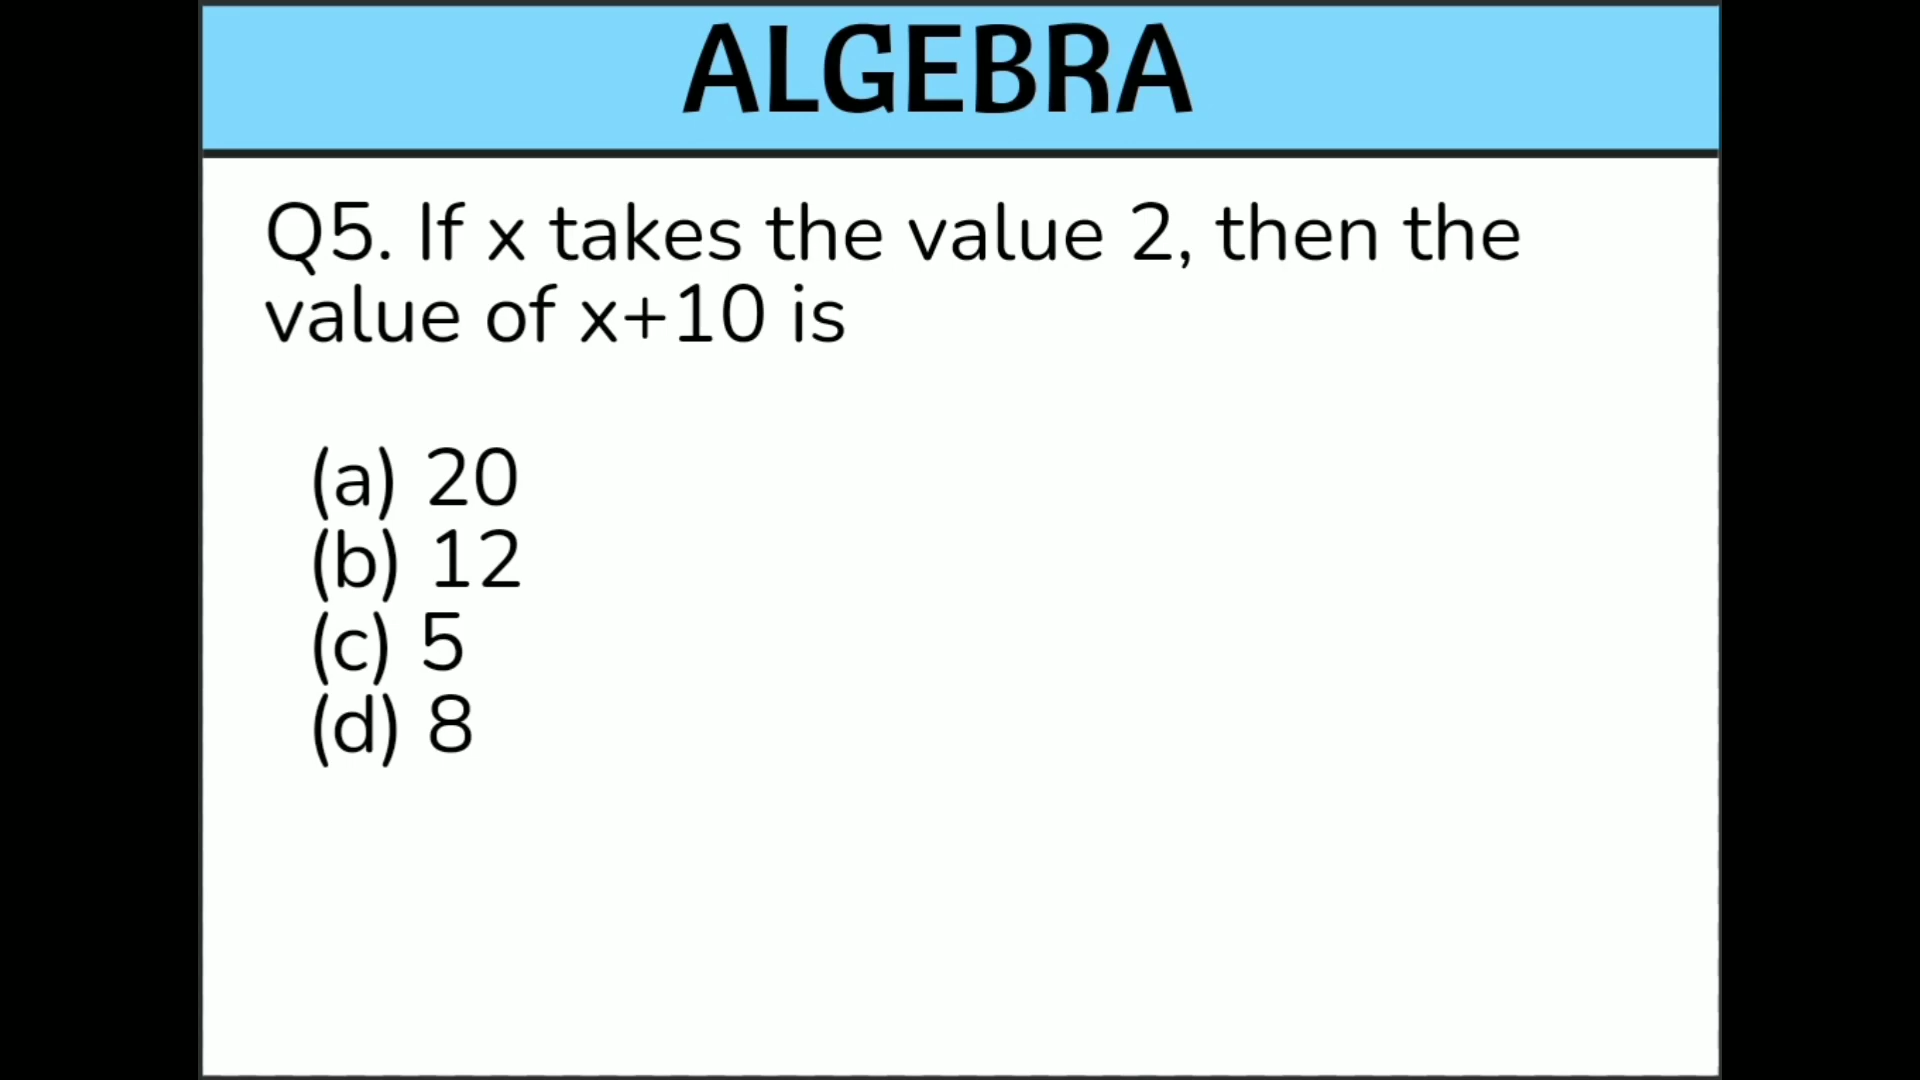 ALGEBRA
Q5. If x takes the value 2, then the
value of x+10 is
(a) 20
(b) 12
(c) 5
(d) 8